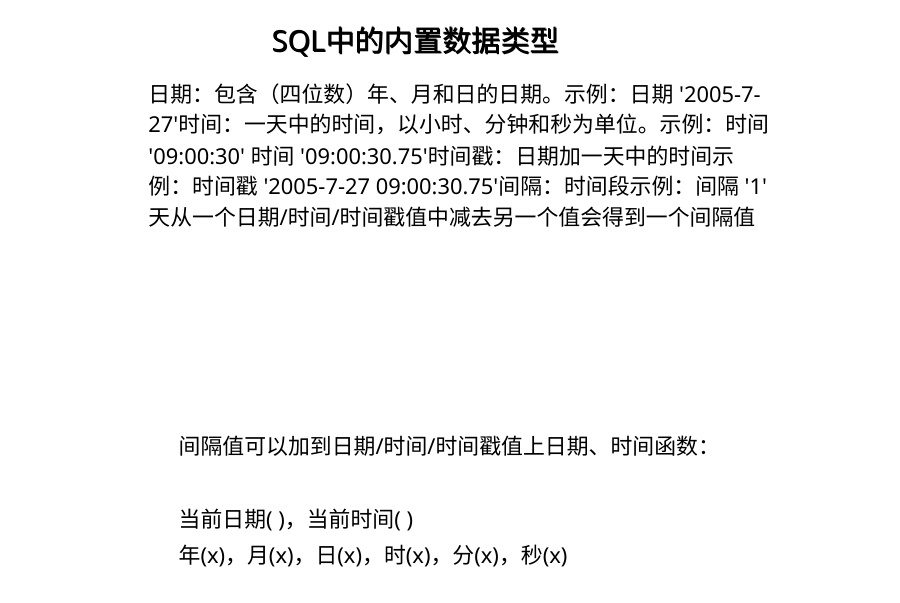 SQL中的内置数据类型
日期：包含（四位数）年、月和日的日期。示例：日期 '2005-7-
27'时间：一天中的时间，以小时、分钟和秒为单位。示例：时间
'09:00:30' 时间 '09:00:30.75'时间戳：日期加一天中的时间示
例：时间戳 '2005-7-27 09:00:30.75'间隔：时间段示例：间隔 '1'
天从一个日期/时间/时间戳值中减去另一个值会得到一个间隔值
间隔值可以加到日期/时间/时间戳值上日期、时间函数：
当前日期( )，当前时间( )
年(x)，月(x)，日(x)，时(x)，分(x)，秒(x)